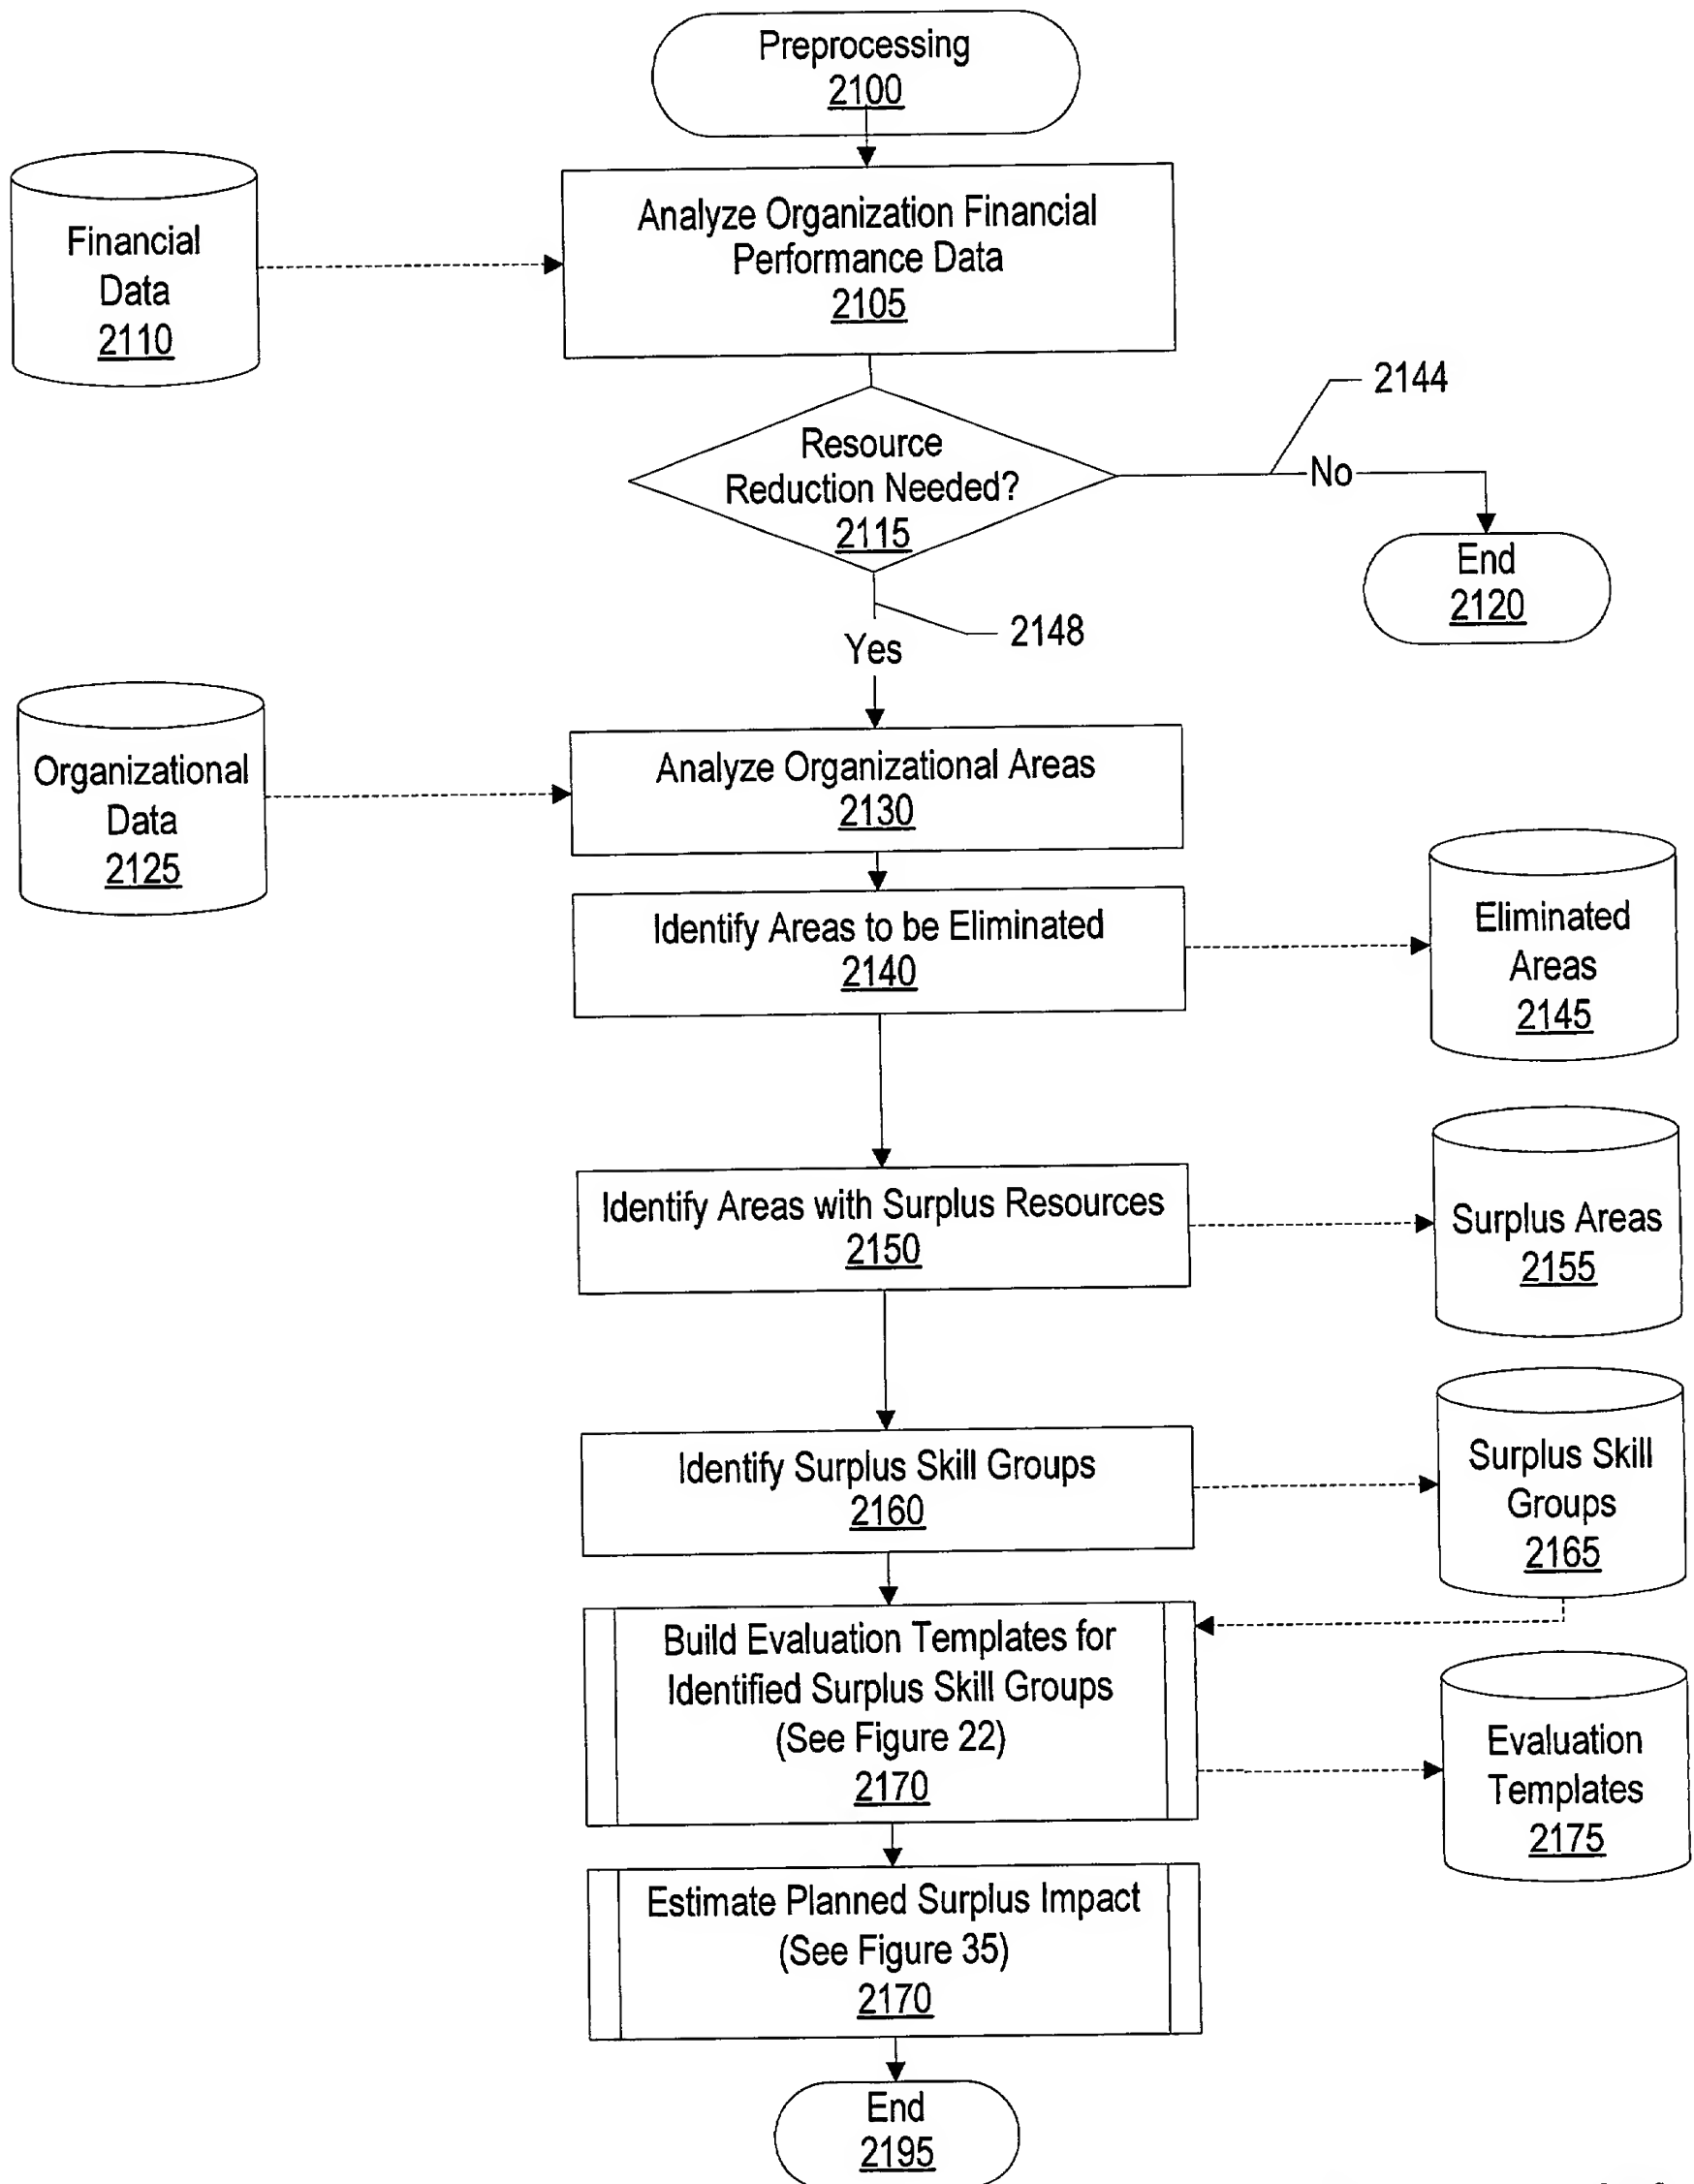 Preprocessing
2100
Financial
Data
2110
Analyze Organization Financial
Performance Data
2105
2144
Resource
Reduction Needed?
2115
No
End
2120
2148
Yes
Organizational
Data
2125
Analyze Organizational Areas
2130
Identify Areas to be Eliminated
2140
Eliminated
Areas
2145
Identify Areas with Surplus Resources
2150
Surplus Areas
2155
Identify Surplus Skill Groups
2160
Surplus Skill
Groups
2165
Build Evaluation Templates for
Identified Surplus Skill Groups
(See Figure 22)
2170
Evaluation
Templates
2175
Estimate Planned Surplus Impact
(See Figure 35)
2170
End
2195